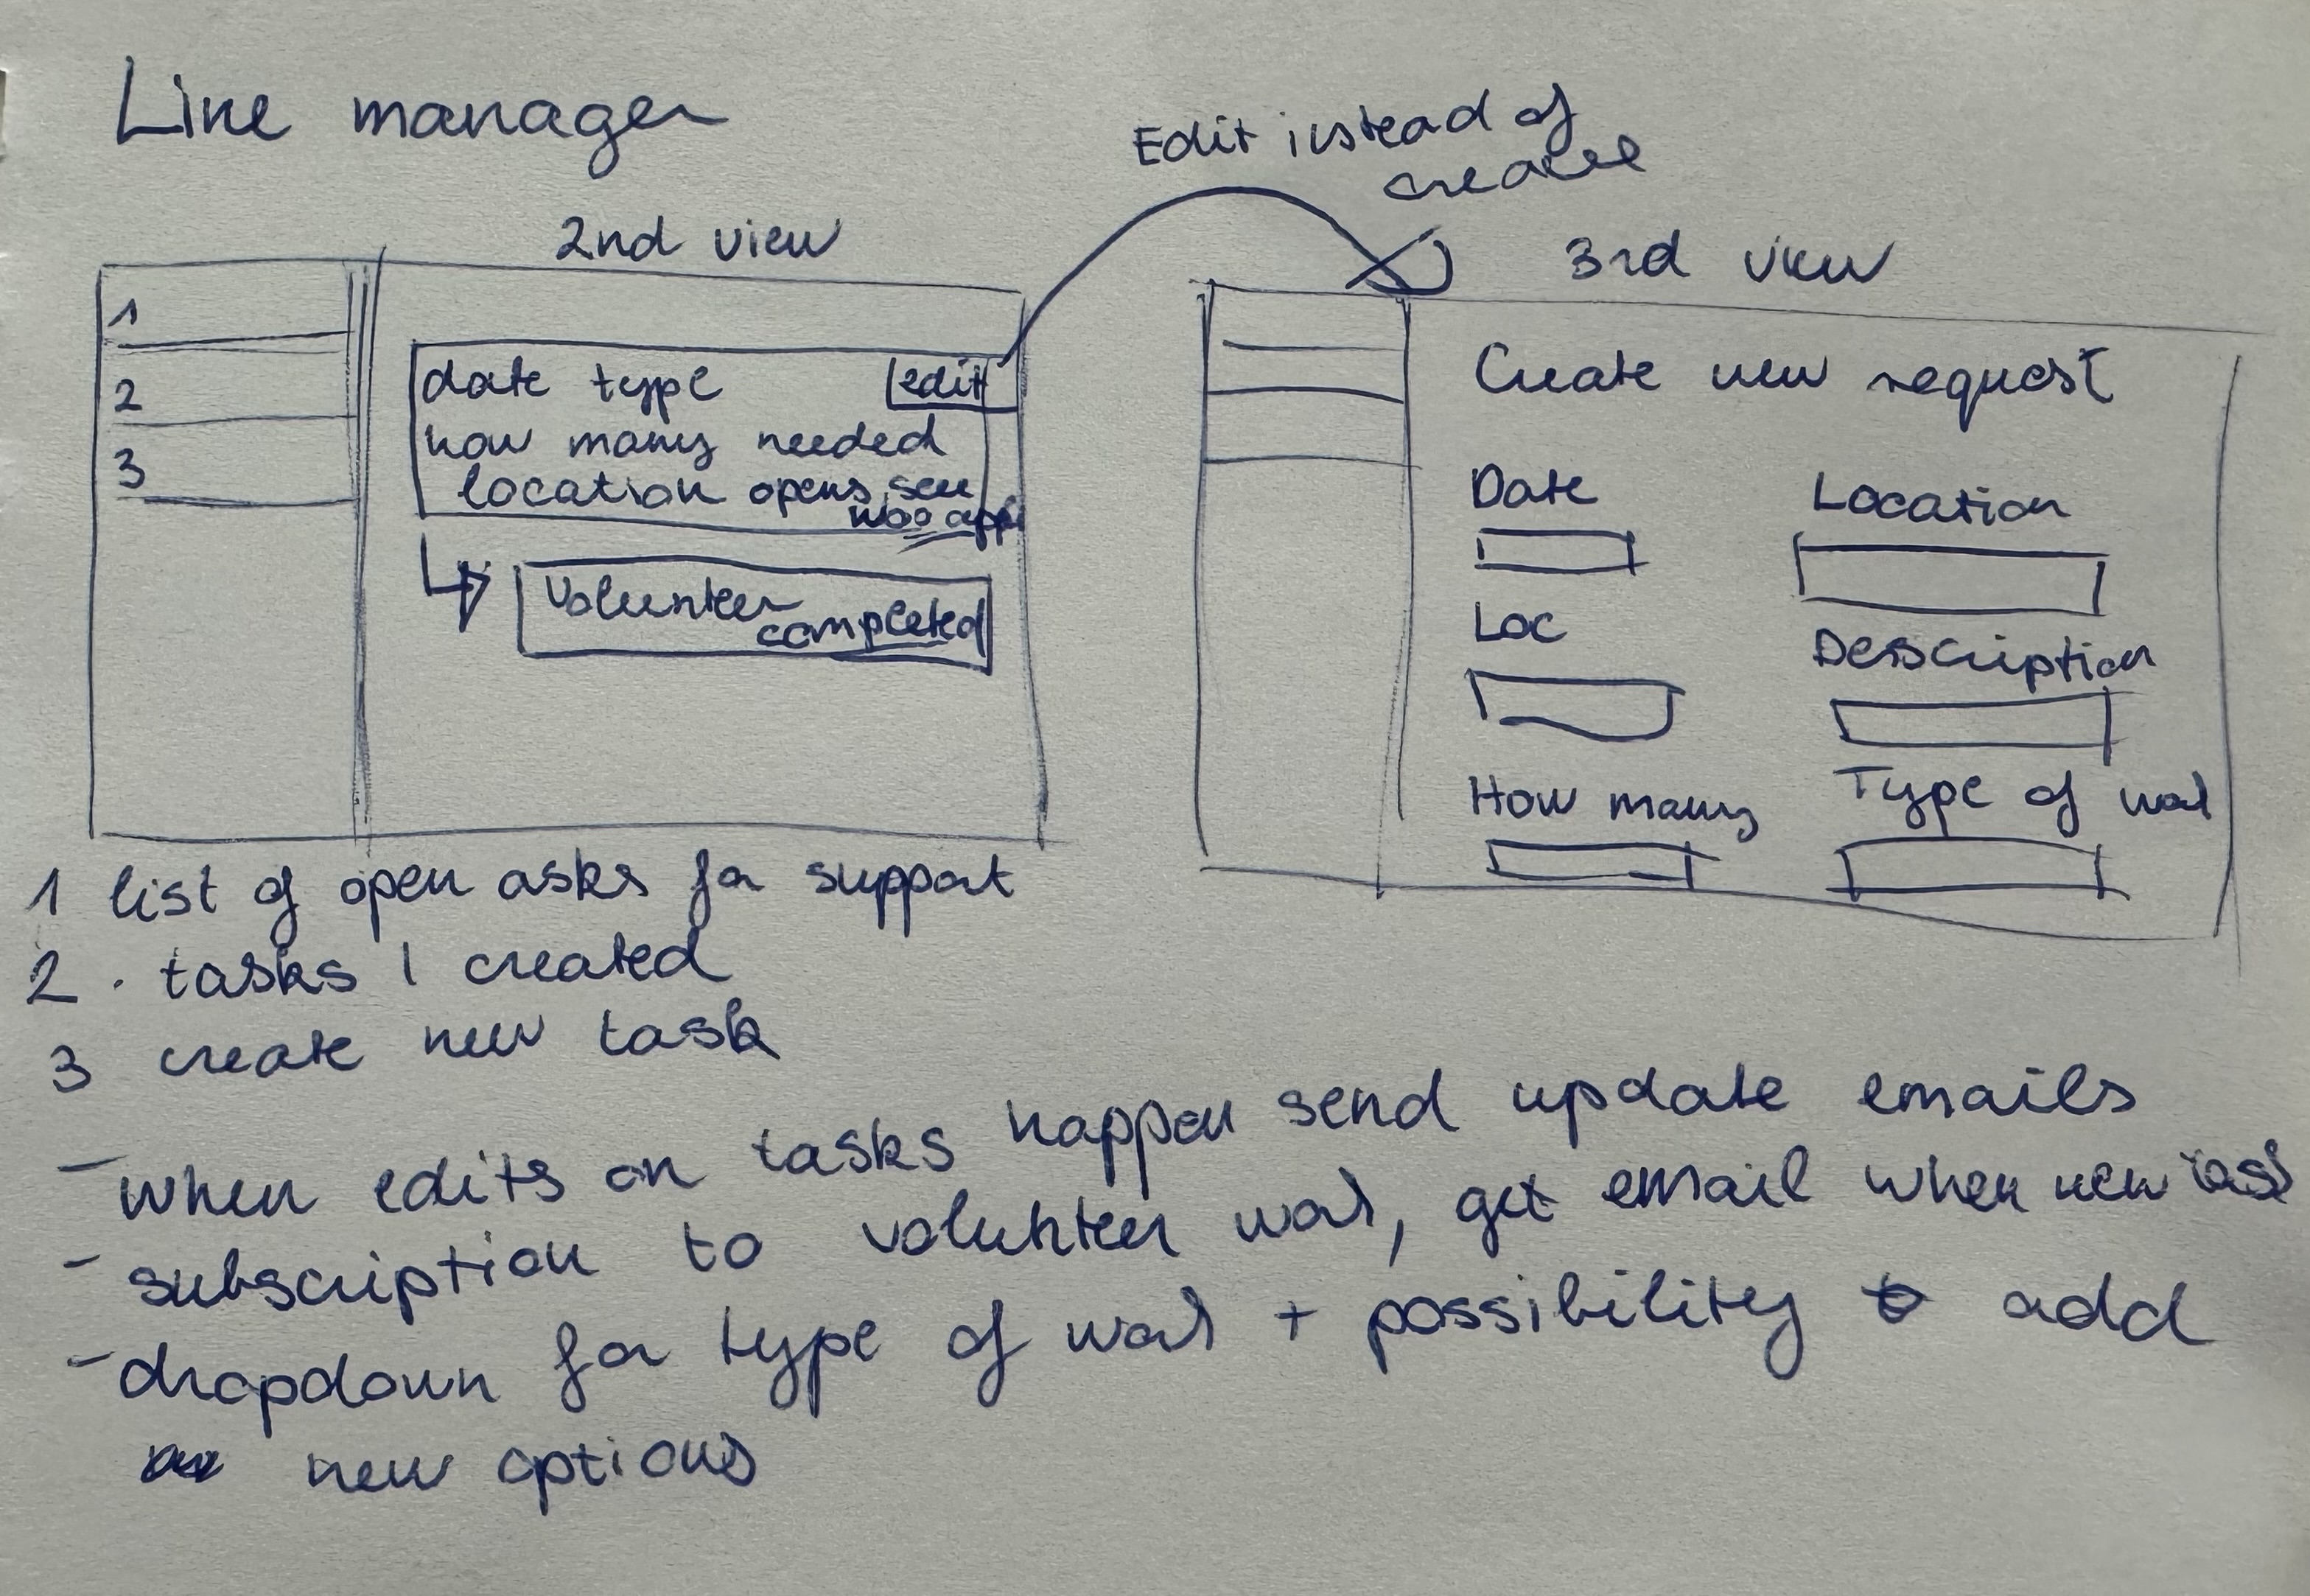 Line manager
Edit instead of
create
2nd view
3rd view
1
2
3
date type edit
how many needed
location opens
Volunteer
completed
Create new request
Date Location
Loc Description
How many Type of work
1 list of open asks for support
2 . tasks I created
3 create new task
- when edits on tasks happen send update emails
- subscription to volunteer work, get email when new task
- dropdown for type of work + possibility to add
new options